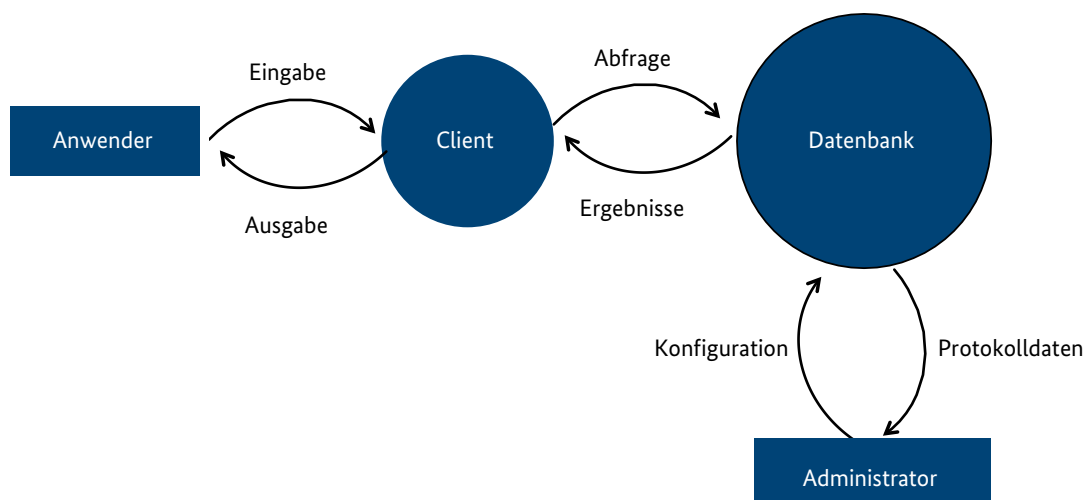 Eingabe
Abfrage
Anwender
Client
Datenbank
Ausgabe
Ergebnisse
Konfiguration
Protokolldaten
Administrator